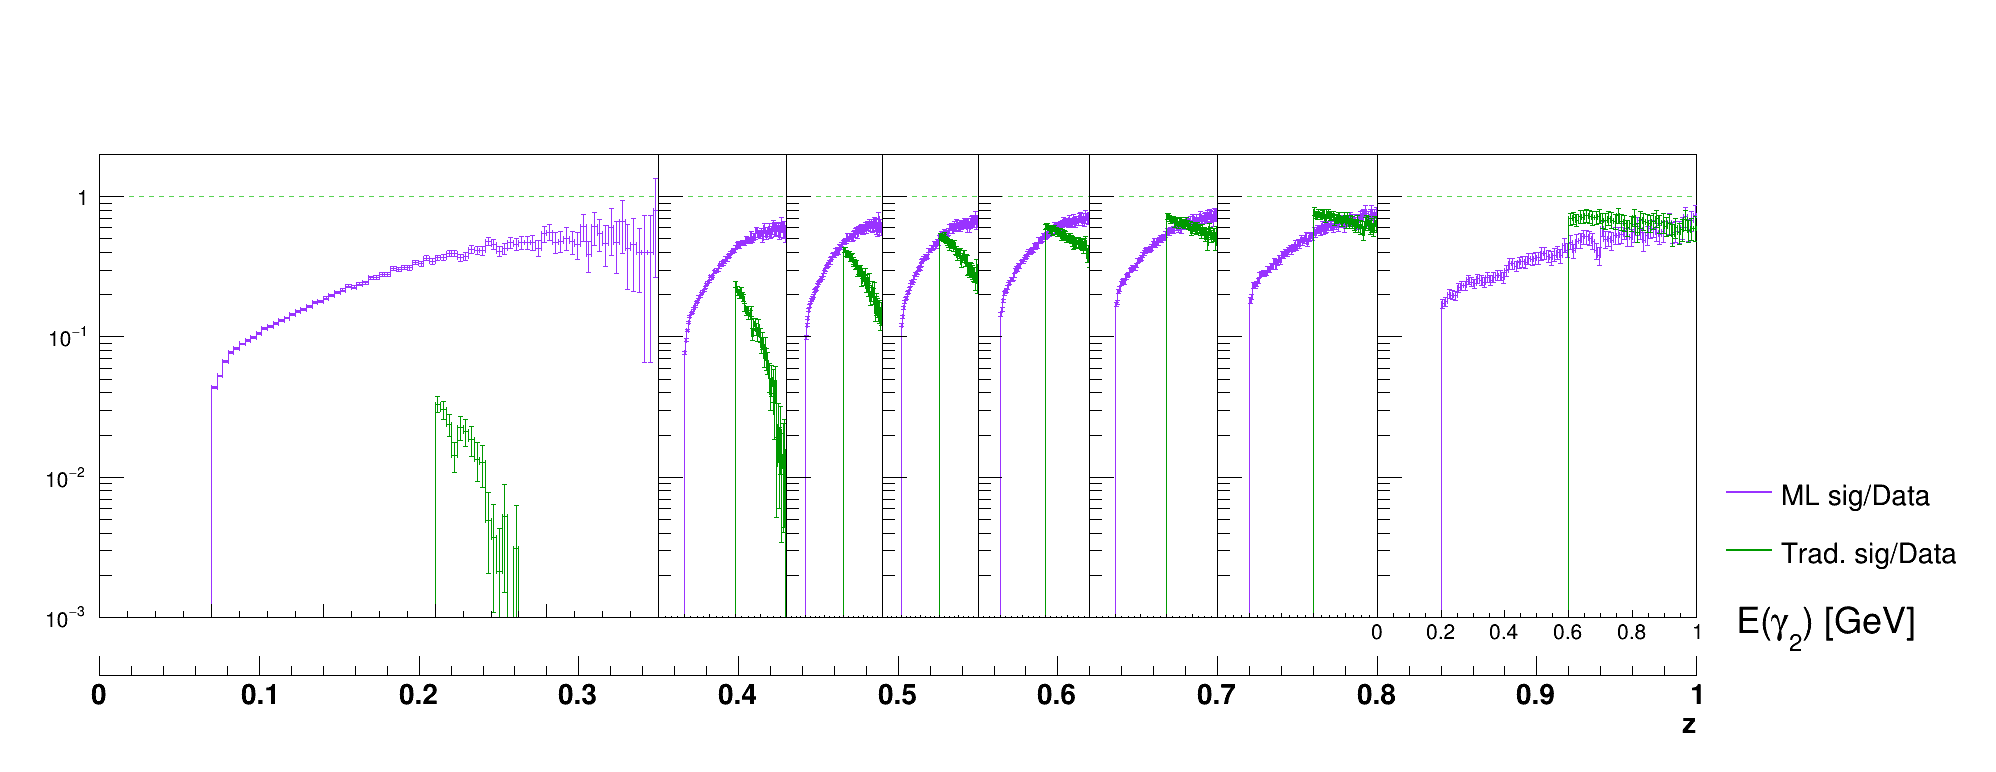 1
10⁻¹
10⁻²
10⁻³
ML sig/Data
Trad. sig/Data
E(γ₂) [GeV]
0 0.2 0.4 0.6 0.8 1
0 0.1 0.2 0.3 0.4 0.5 0.6 0.7 0.8 0.9 1
z